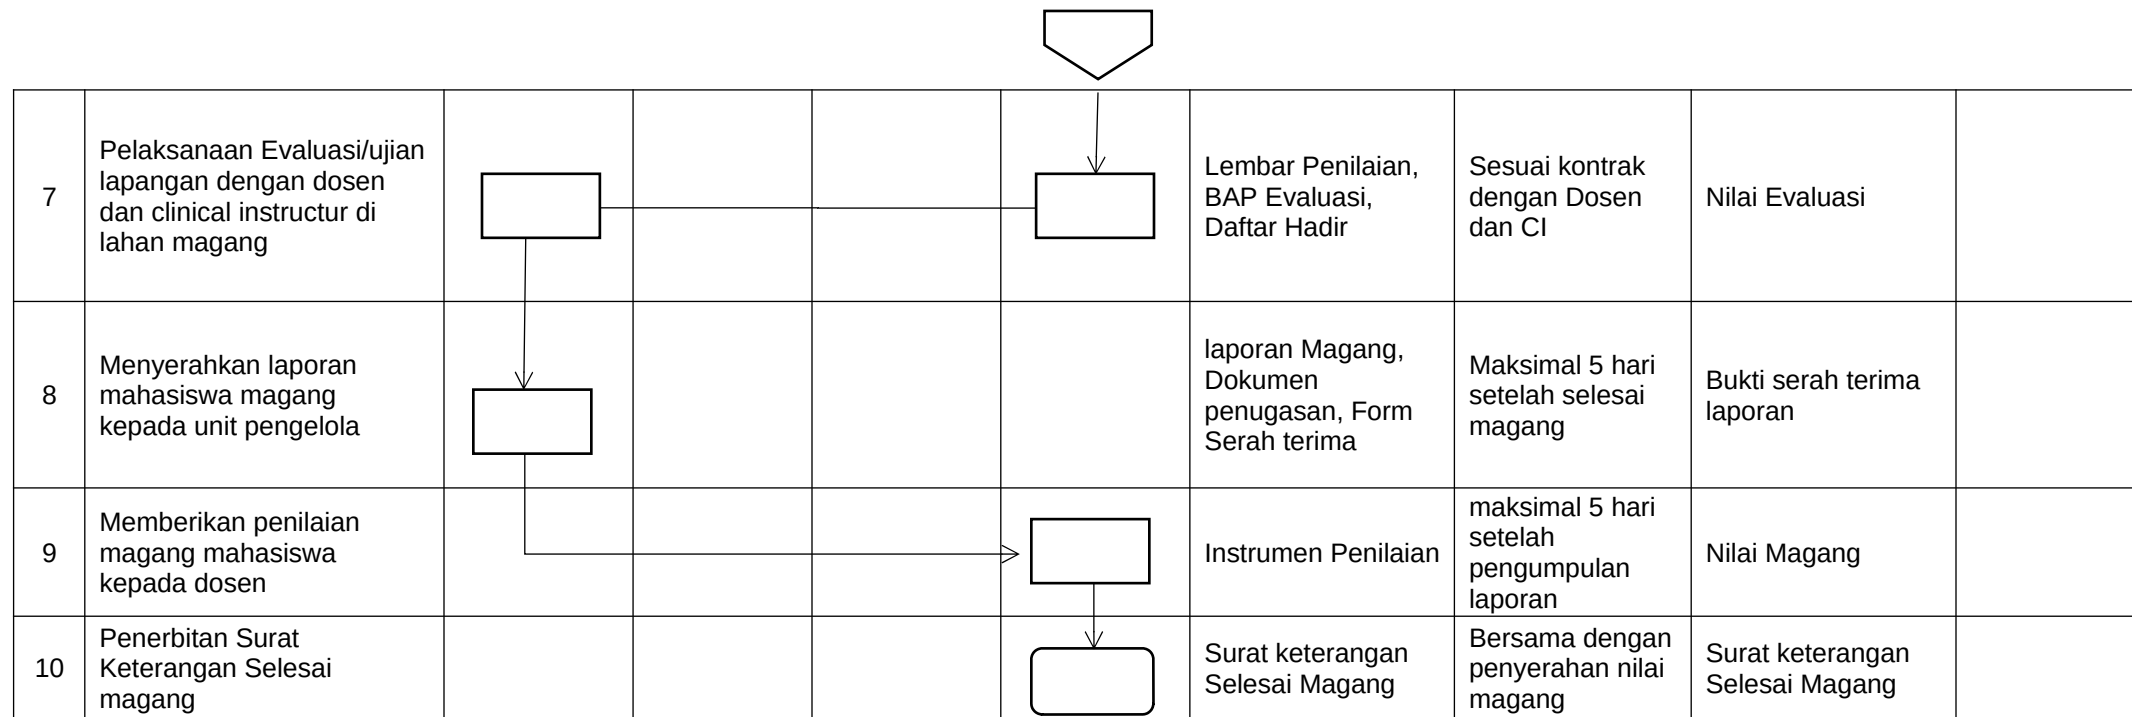 7
Pelaksanaan Evaluasi/ujian
lapangan dengan dosen
dan clinical instructur di
lahan magang
Lembar Penilaian,
BAP Evaluasi,
Daftar Hadir
Sesuai kontrak
dengan Dosen
dan CI
Nilai Evaluasi
8
Menyerahkan laporan
mahasiswa magang
kepada unit pengelola
laporan Magang,
Dokumen
penugasan, Form
Serah terima
Maksimal 5 hari
setelah selesai
magang
Bukti serah terima
laporan
9
Memberikan penilaian
magang mahasiswa
kepada dosen
Instrumen Penilaian
maksimal 5 hari
setelah
pengumpulan
laporan
Nilai Magang
10
Penerbitan Surat
Keterangan Selesai
magang
Surat keterangan
Selesai Magang
Bersama dengan
penyerahan nilai
magang
Surat keterangan
Selesai Magang